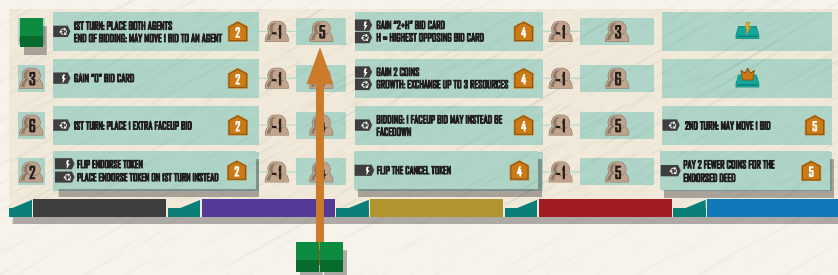 1ST TURN: PLACE BOTH AGENTS
END OF BIDDING: MAY MOVE 1 BID TO AN AGENT
2
-1
5
GAIN "2+H" BID CARD
H = HIGHEST OPPOSING BID CARD
4
-1
3
3
GAIN "0" BID CARD
2
-1
GAIN 2 COINS
GROWTH: EXCHANGE UP TO 3 RESOURCES
4
-1
6
6
1ST TURN: PLACE 1 EXTRA FACEUP BID
2
-1
BIDDING: 1 FACEUP BID MAY INSTEAD BE
FACEDOWN
4
-1
5
2ND TURN: MAY MOVE 1 BID
5
2
FLIP ENDORSE TOKEN
PLACE ENDORSE TOKEN ON 1ST TURN INSTEAD
2
-1
FLIP THE CANCEL TOKEN
4
-1
5
PAY 2 FEWER COINS FOR THE
ENDORSED DEED
5